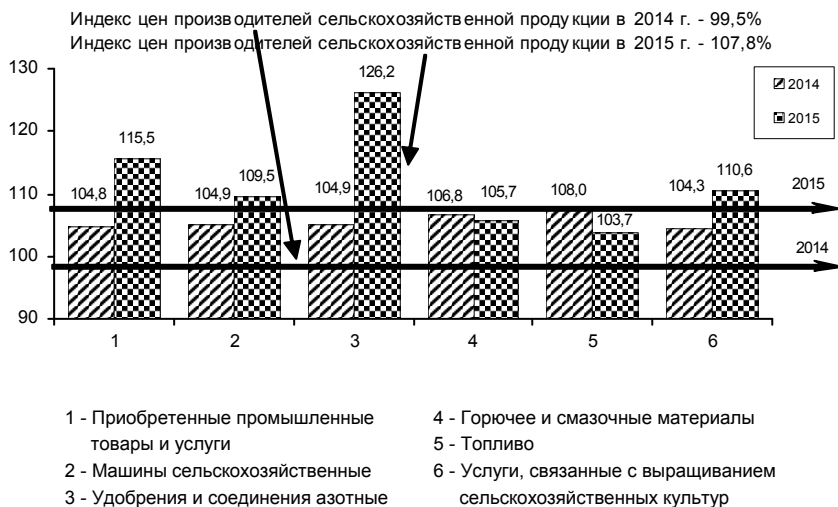 Индекс цен производителей сельскохозяйственной продукции в 2014 г. - 99,5%
Индекс цен производителей сельскохозяйственной продукции в 2015 г. - 107,8%
130
120
110
100
90
126,2
115,5
109,5
110,6
104,8
104,9
104,9
106,8
105,7
108,0
103,7
104,3
2014
2015
2015
2014
1
2
3
4
5
6
1 - Приобретенные промышленные
товары и услуги
2 - Машины сельскохозяйственные
3 - Удобрения и соединения азотные
4 - Горючее и смазочные материалы
5 - Топливо
6 - Услуги, связанные с выращиванием
сельскохозяйственных культур